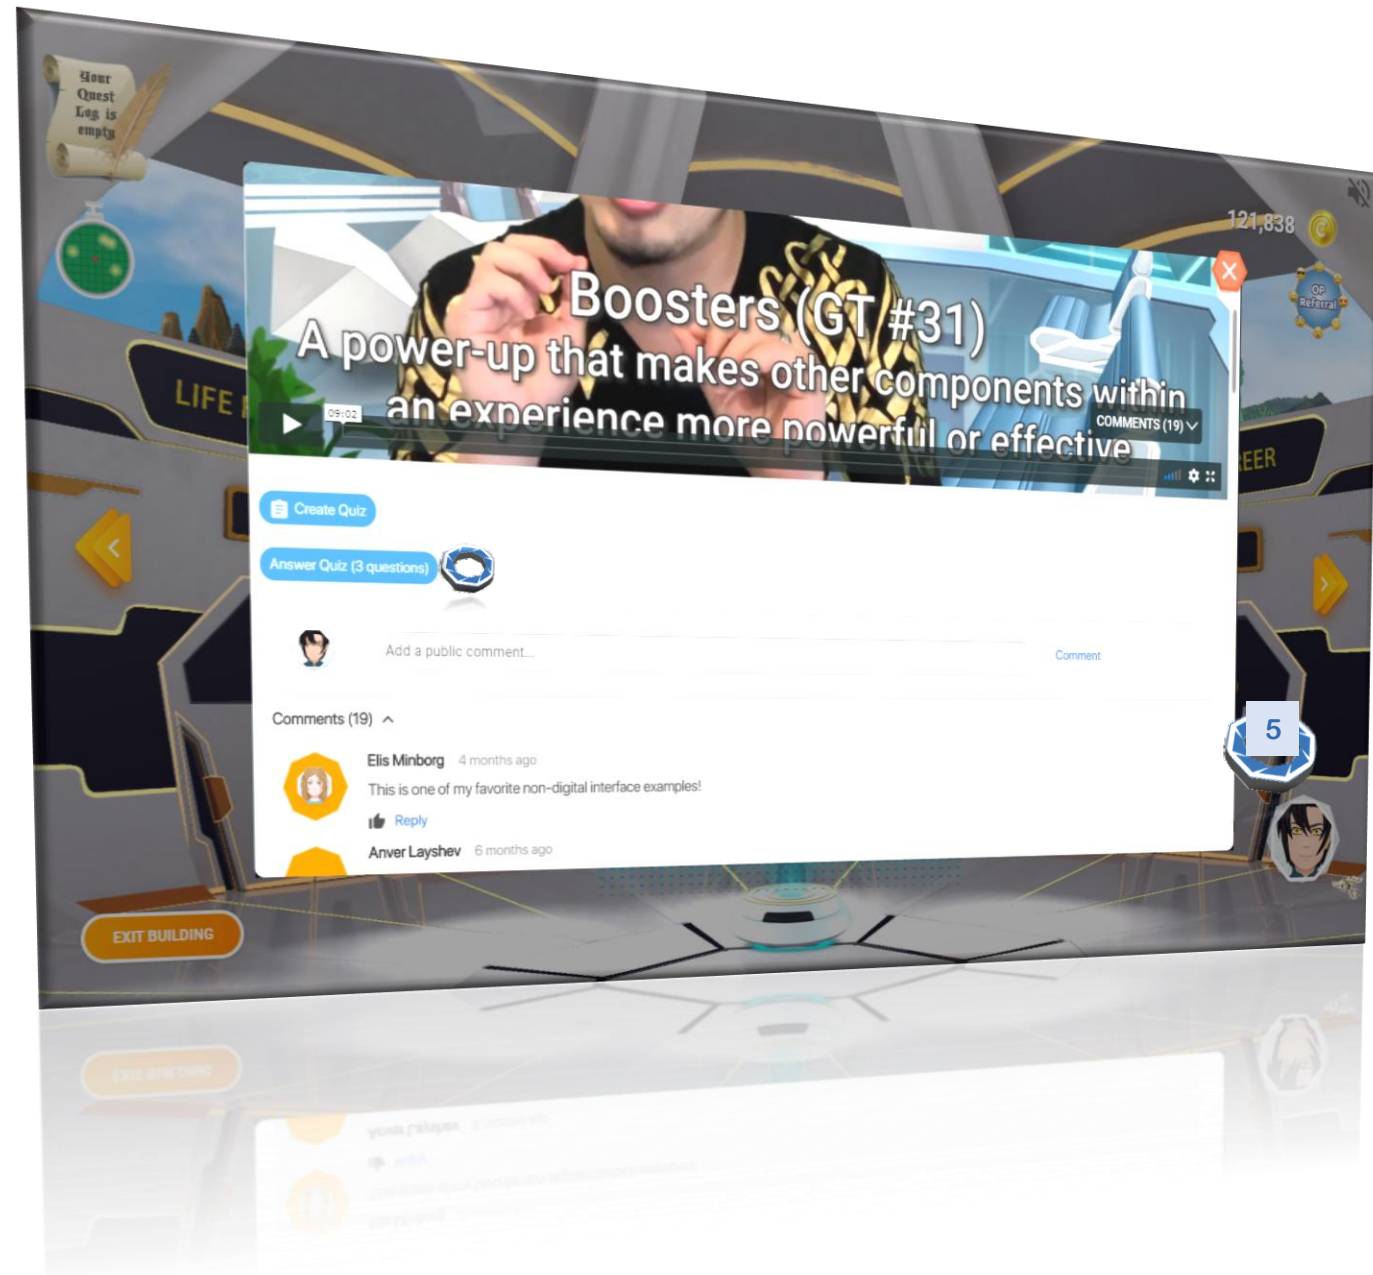 Your
Quest
Log is
empty
121,838
OP
Referral
LIFE
EER
Boosters (GT #31)
A power-up that makes other components within
an experience more powerful or effective
09:02
COMMENTS (19)
Create Quiz
Answer Quiz (3 questions)
Add a public comment...
Comment
Comments (19)
Elis Minborg 4 months ago
This is one of my favorite non-digital interface examples!
Reply
Anver Layshev 6 months ago
5
EXIT BUILDING